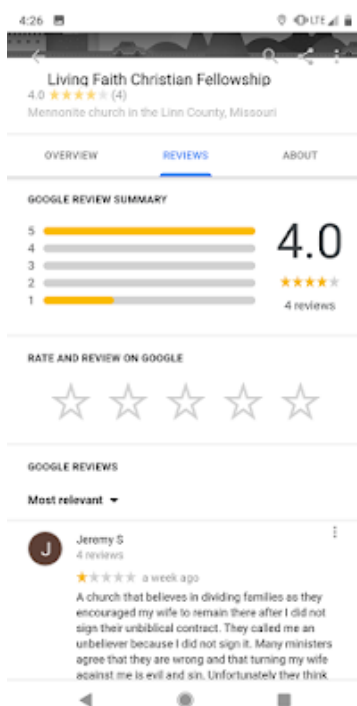 4:26
LTE
Living Faith Christian Fellowship
4.0 (4)
Mennonite church in the Linn County, Missouri
OVERVIEW REVIEWS ABOUT
GOOGLE REVIEW SUMMARY
5
4
3
2
1
4.0
4 reviews
RATE AND REVIEW ON GOOGLE
GOOGLE REVIEWS
Most relevant
J
Jeremy S
4 reviews
a week ago
A church that believes in dividing families as they
encouraged my wife to remain there after I did not
sign their unbiblical contract. They called me an
unbeliever because I did not sign it. Many ministers
agree that they are wrong and that turning my wife
against me is evil and sin. Unfortunately they think